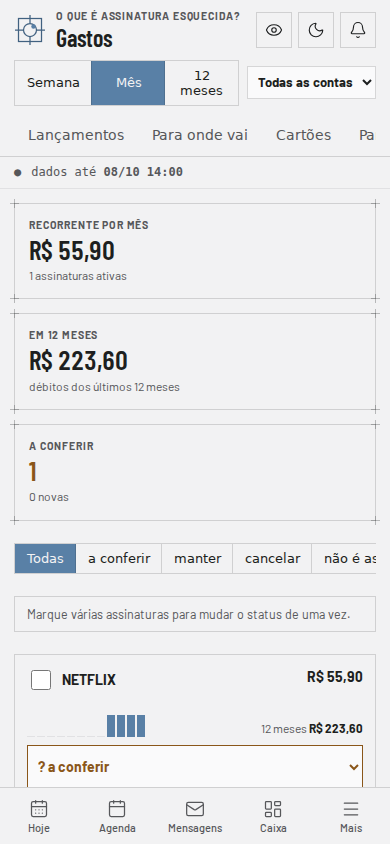 O QUE É ASSINATURA ESQUECIDA?
Gastos
Semana
Mês
12 meses
Todas as contas
Lançamentos
Para onde vai
Cartões
Pa
dados até 08/10 14:00
RECORRENTE POR MÊS
R$ 55,90
1 assinaturas ativas
EM 12 MESES
R$ 223,60
débitos dos últimos 12 meses
A CONFERIR
1
0 novas
Todas
a conferir
manter
cancelar
não é as
Marque várias assinaturas para mudar o status de uma vez.
NETFLIX
R$ 55,90
12 meses R$ 223,60
? a conferir
Hoje
Agenda
Mensagens
Caixa
Mais